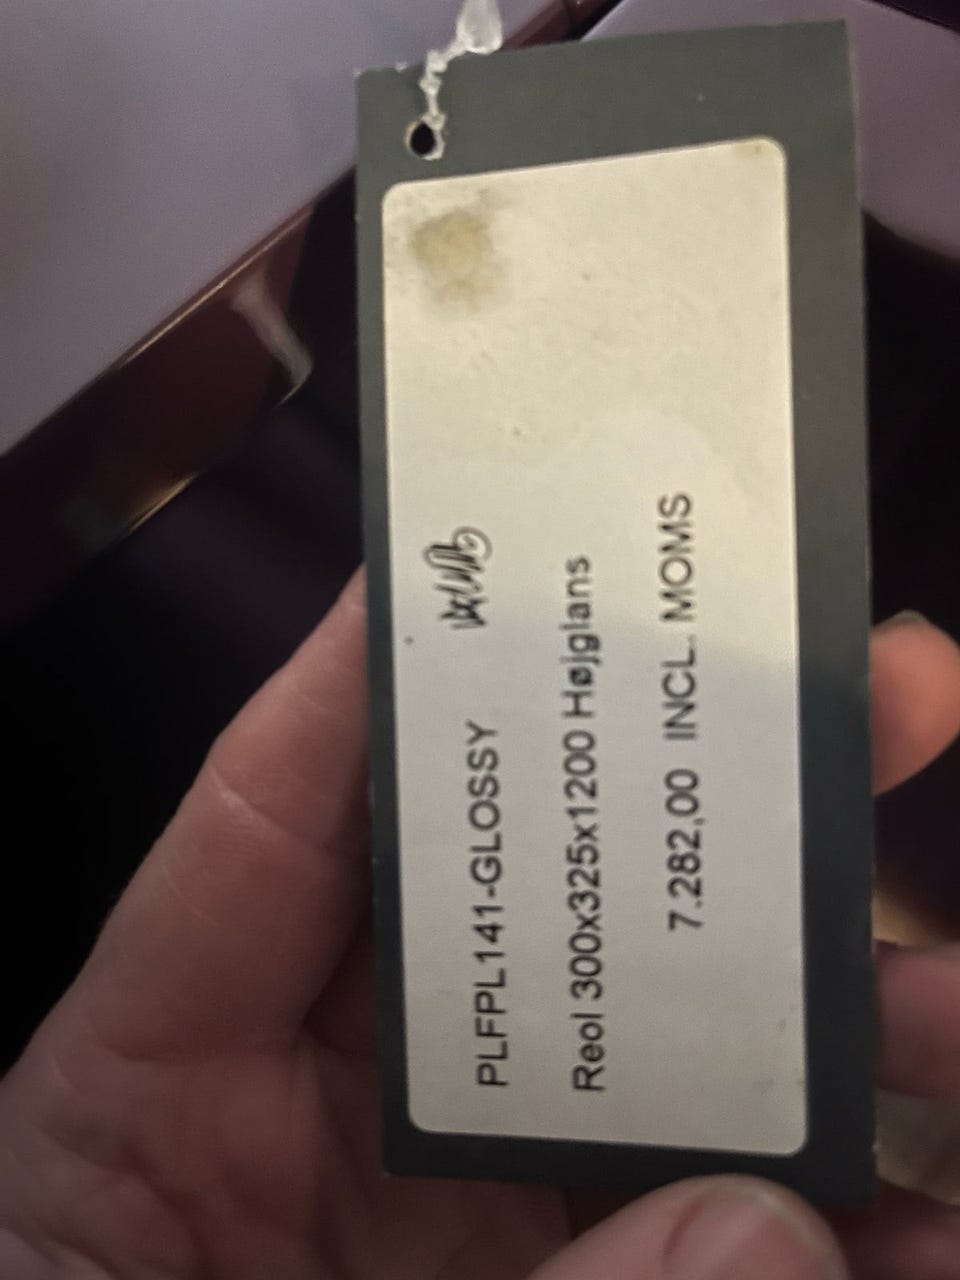 PLFPL141-GLOSSY
Reol 300x325x1200 Højglans
7.282,00 INCL. MOMS